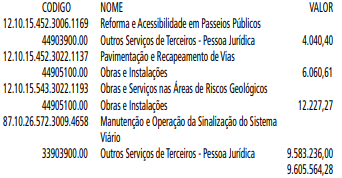 CODIGO NOME VALOR
12.10.15.452.3006.1169 Reforma e Acessibilidade em Passeios Públicos
44903900.00 Outros Serviços de Terceiros - Pessoa Jurídica 4.040,40
12.10.15.452.3022.1137 Pavimentação e Recapeamento de Vias
44905100.00 Obras e Instalações 6.060,61
12.10.15.543.3022.1193 Obras e Serviços nas Áreas de Riscos Geológicos
44905100.00 Obras e Instalações 12.227,27
87.10.26.572.3009.4658 Manutenção e Operação da Sinalização do Sistema
Viário
33903900.00 Outros Serviços de Terceiros - Pessoa Jurídica 9.583.236,00
9.605.564,28